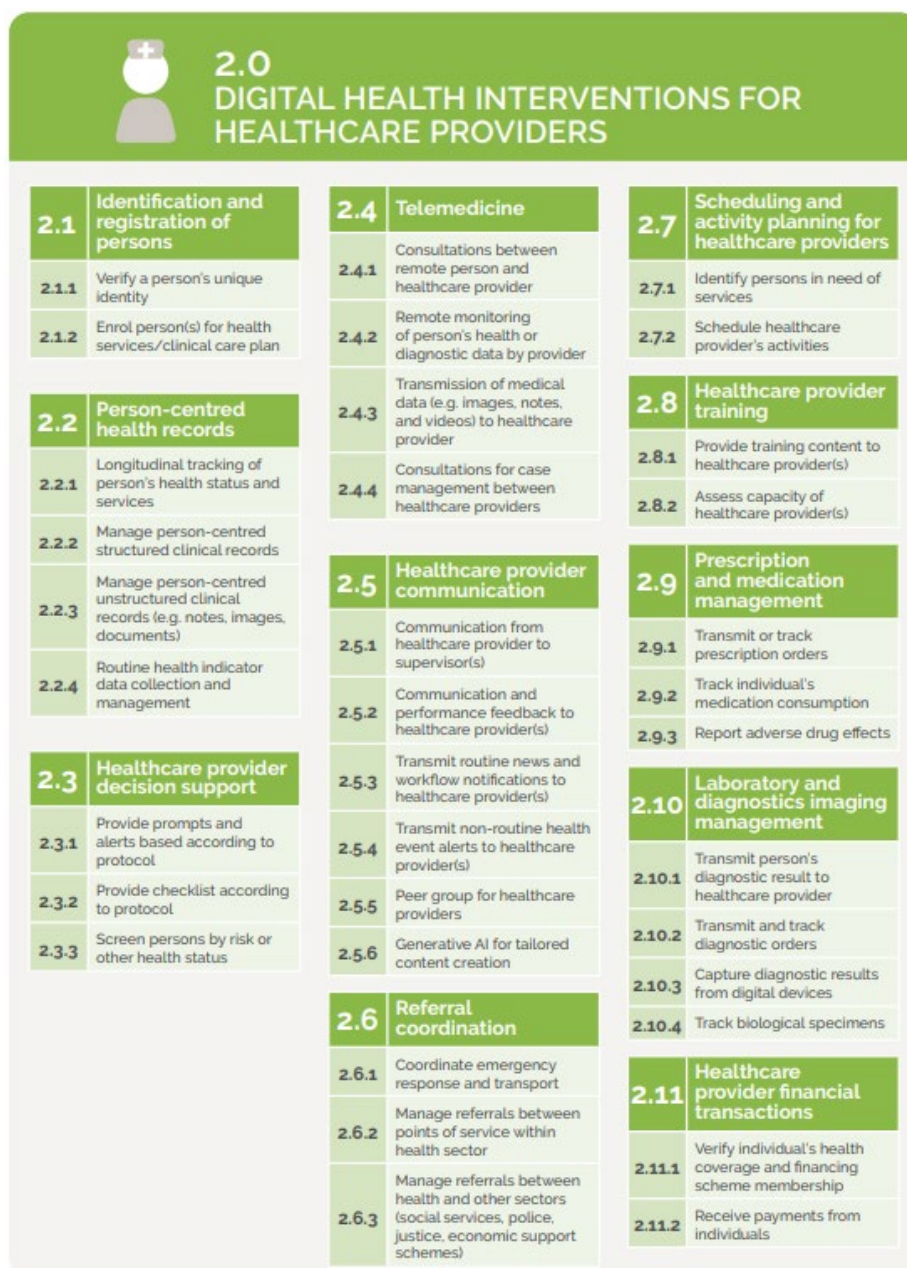 2.0
DIGITAL HEALTH INTERVENTIONS FOR
HEALTHCARE PROVIDERS
2.1 Identification and
registration of
persons
2.1.1 Verify a person's unique
identity
2.1.2 Enrol person(s) for health
services/clinical care plan
2.2 Person-centred
health records
2.2.1 Longitudinal tracking of
person's health status and
services
2.2.2 Manage person-centred
structured clinical records
2.2.3 Manage person-centred
unstructured clinical
records (e.g. notes, images,
documents)
2.2.4 Routine health indicator
data collection and
management
2.3 Healthcare provider
decision support
2.3.1 Provide prompts and
alerts based according to
protocol
2.3.2 Provide checklist according
to protocol
2.3.3 Screen persons by risk or
other health status
2.4 Telemedicine
2.4.1 Consultations between
remote person and
healthcare provider
2.4.2 Remote monitoring
of person's health or
diagnostic data by provider
2.4.3 Transmission of medical
data (e.g. images, notes,
and videos) to healthcare
provider
2.4.4 Consultations for case
management between
healthcare providers
2.5 Healthcare provider
communication
2.5.1 Communication from
healthcare provider to
supervisor(s)
2.5.2 Communication and
performance feedback to
healthcare provider(s)
2.5.3 Transmit routine news and
workflow notifications to
healthcare provider(s)
2.5.4 Transmit non-routine health
event alerts to healthcare
provider(s)
2.5.5 Peer group for healthcare
providers
2.5.6 Generative AI for tailored
content creation
2.6 Referral
coordination
2.6.1 Coordinate emergency
response and transport
2.6.2 Manage referrals between
points of service within
health sector
2.6.3 Manage referrals between
health and other sectors
(social services, police,
justice, economic support
schemes)
2.7 Scheduling and
activity planning for
healthcare providers
2.7.1 Identify persons in need of
services
2.7.2 Schedule healthcare
provider's activities
2.8 Healthcare provider
training
2.8.1 Provide training content to
healthcare provider(s)
2.8.2 Assess capacity of
healthcare provider(s)
2.9 Prescription
and medication
management
2.9.1 Transmit or track
prescription orders
2.9.2 Track individual's
medication consumption
2.9.3 Report adverse drug effects
2.10 Laboratory and
diagnostics imaging
management
2.10.1 Transmit person's
diagnostic result to
healthcare provider
2.10.2 Transmit and track
diagnostic orders
2.10.3 Capture diagnostic results
from digital devices
2.10.4 Track biological specimens
2.11 Healthcare
provider financial
transactions
2.11.1 Verify individual's health
coverage and financing
scheme membership
2.11.2 Receive payments from
individuals